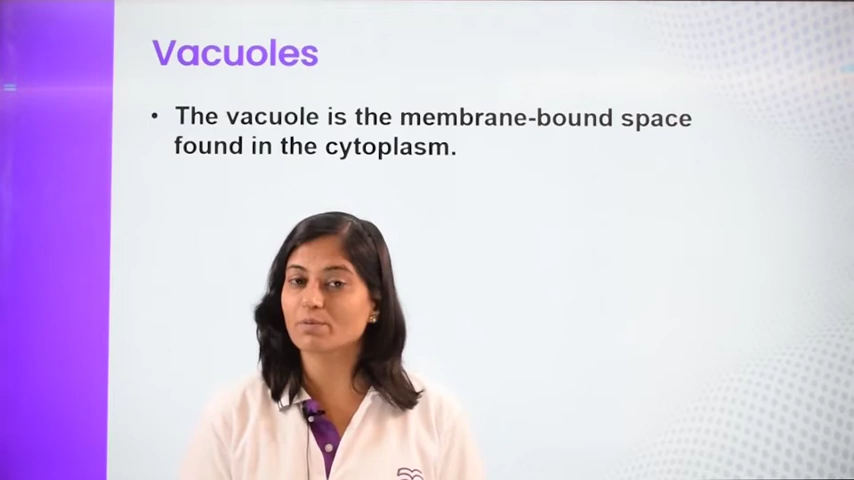 Vacuoles
• The vacuole is the membrane-bound space
found in the cytoplasm.